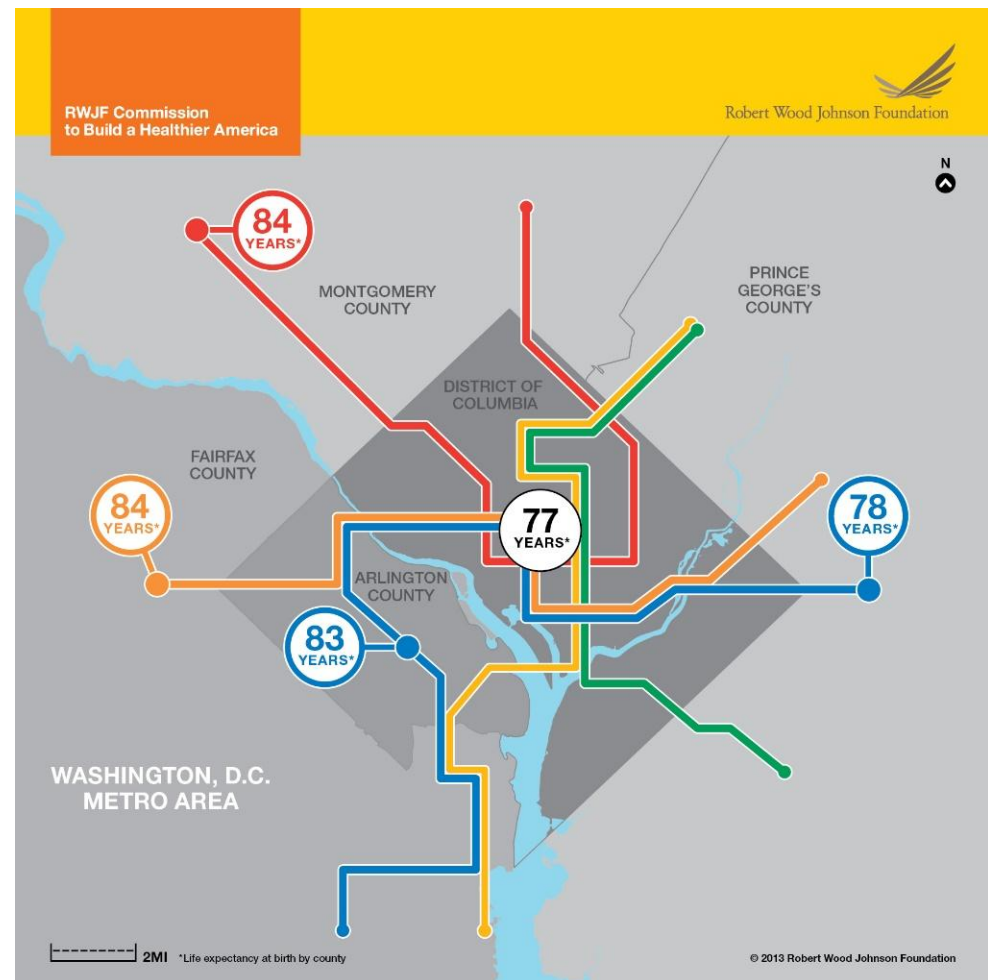 RWJF Commission
to Build a Healthier America
Robert Wood Johnson Foundation
N
84
YEARS*
MONTGOMERY
COUNTY
PRINCE
GEORGE'S
COUNTY
DISTRICT OF
COLUMBIA
FAIRFAX
COUNTY
84
YEARS*
77
YEARS*
78
YEARS*
ARLINGTON
COUNTY
83
YEARS*
WASHINGTON, D.C.
METRO AREA
2MI *Life expectancy at birth by county
© 2013 Robert Wood Johnson Foundation